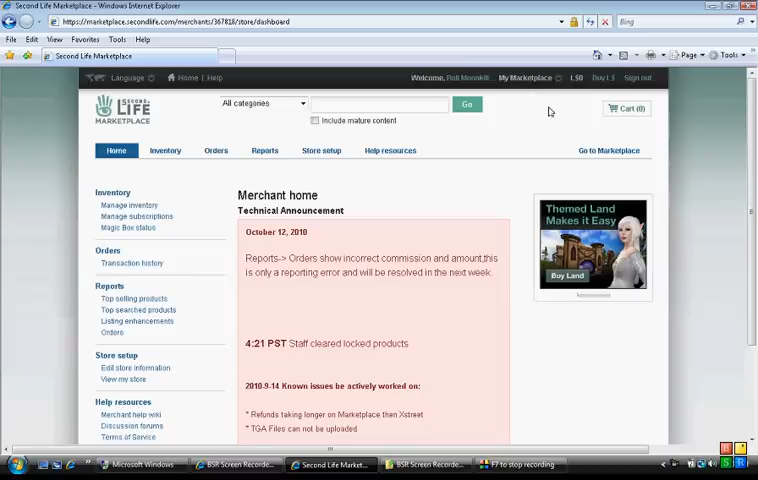 Second Life Marketplace - Windows Internet Explorer
https://marketplace.secondlife.com/merchants/367818/store/dashboard
Bing
File Edit View Favorites Tools Help
Second Life Marketplace
Page Tools
Language Home | Help Welcome, Roll Moonkill... My Marketplace L$0 Buy L$ Sign out
SECOND LIFE MARKETPLACE
All categories Go Cart (0)
Include mature content
Home Inventory Orders Reports Store setup Help resources Go to Marketplace
Inventory
Manage inventory
Manage subscriptions
Magic Box status
Orders
Transaction history
Reports
Top selling products
Top searched products
Listing enhancements
Orders
Store setup
Edit store information
View my store
Help resources
Merchant help wiki
Discussion forums
Terms of Service
Merchant home
Technical Announcement
October 12, 2010
Reports-> Orders show incorrect commission and amount,this
is only a reporting error and will be resolved in the next week.
4:21 PST Staff cleared locked products
2010-9-14 Known issues be actively worked on:
* Refunds taking longer on Marketplace then Xstreet
* TGA Files can not be uploaded
Themed Land
Makes it Easy
Buy Land
Microsoft Windows BSR Screen Recorde... Second Life Market... BSR Screen Recorde... F7 to stop recording